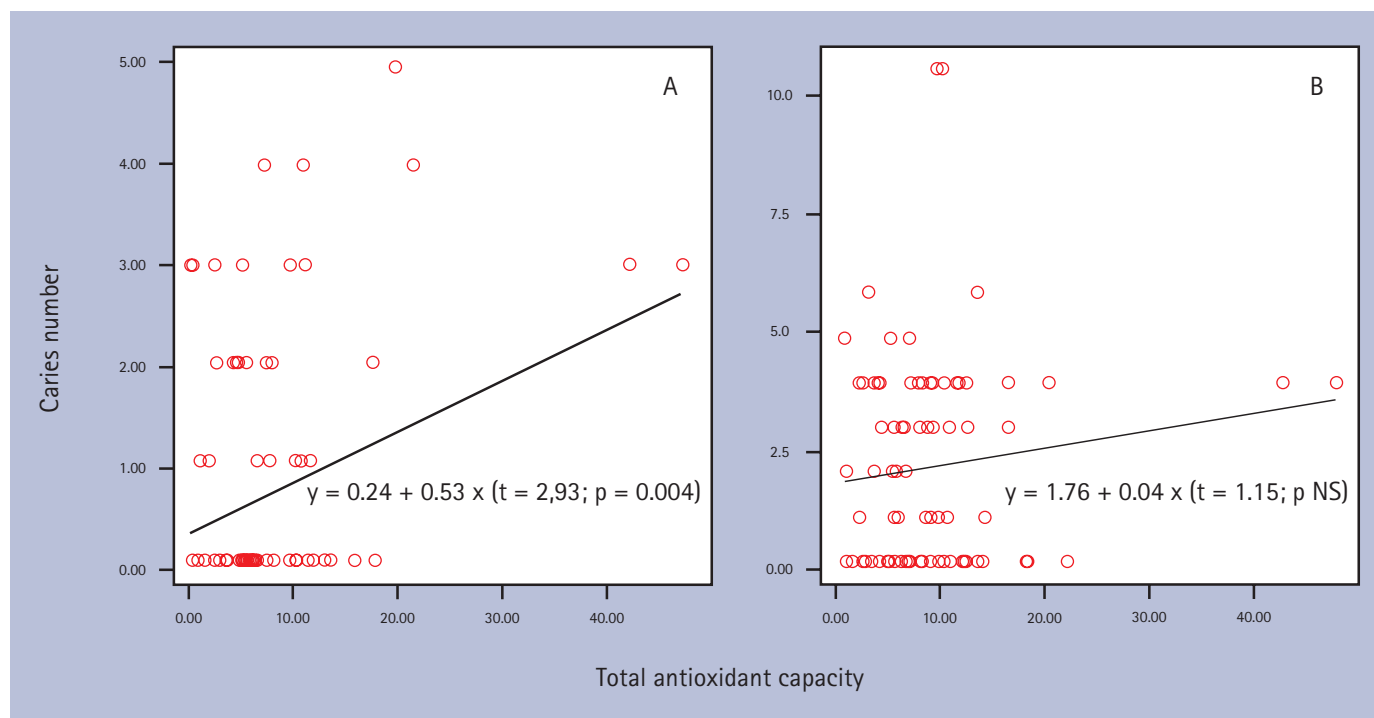 A
5.00
4.00
3.00
2.00
1.00
0.00
y = 0.24 + 0.53 x (t = 2,93; p = 0.004)
0.00 10.00 20.00 30.00 40.00
B
10.0
7.5
5.0
2.5
0.00
y = 1.76 + 0.04 x (t = 1.15; p NS)
0.00 10.00 20.00 30.00 40.00
Caries number
Total antioxidant capacity